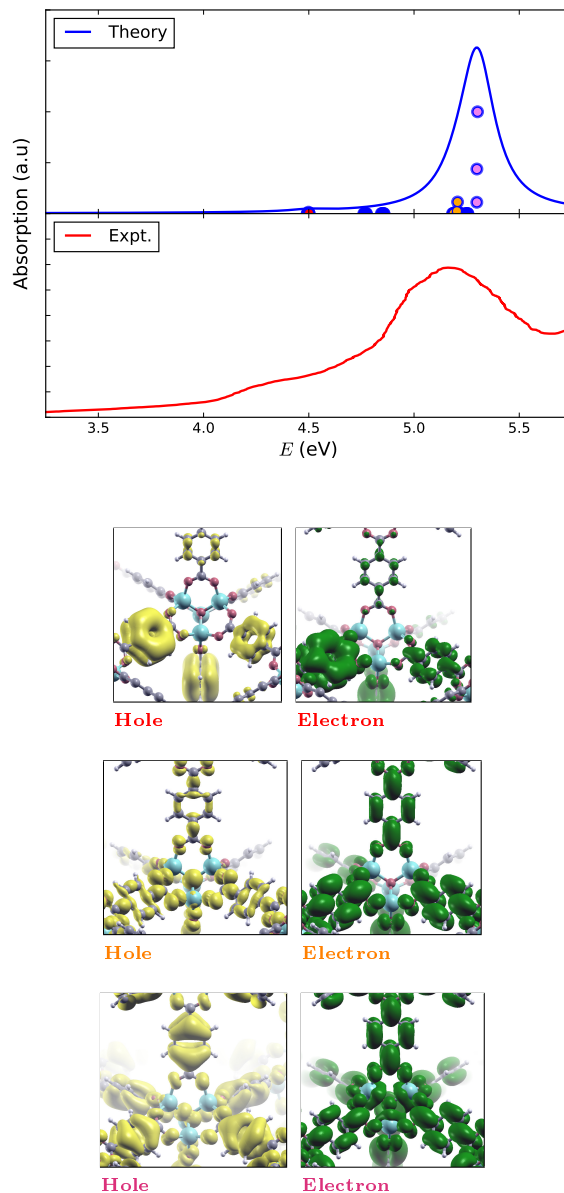 Theory
Absorption (a.u)
Expt.
3.5 4.0 4.5 5.0 5.5
E (eV)
Hole Electron
Hole Electron
Hole Electron